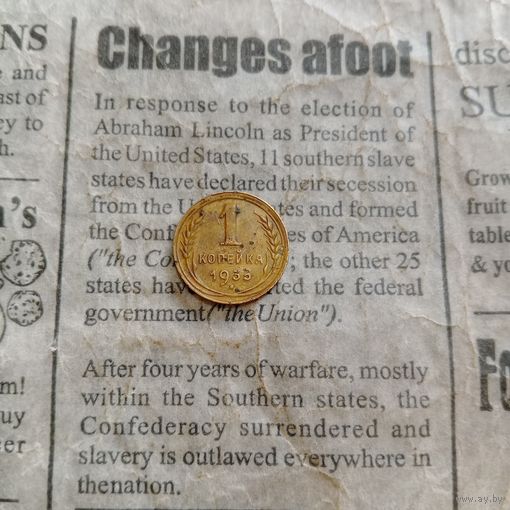 NS
e and
ast of
ey to
h.
n's
m!
uy
eer
Changes afoot
In response to the election of
Abraham Lincoln as President of
the United States, 11 southern slave
states have declared their secession
from the U tes and formed
the Conf es of America
("the Co ; the other 25
states hav ted the federal
government ("the Union").
After four years of warfare, mostly
within the Southern states, the
Confederacy surrendered and
slavery is outlawed everywhere in
thenation.
1
КОПЕЙКА
1935
disc
SU
Grow
fruit
table
& yo
Fo
www.ay.by